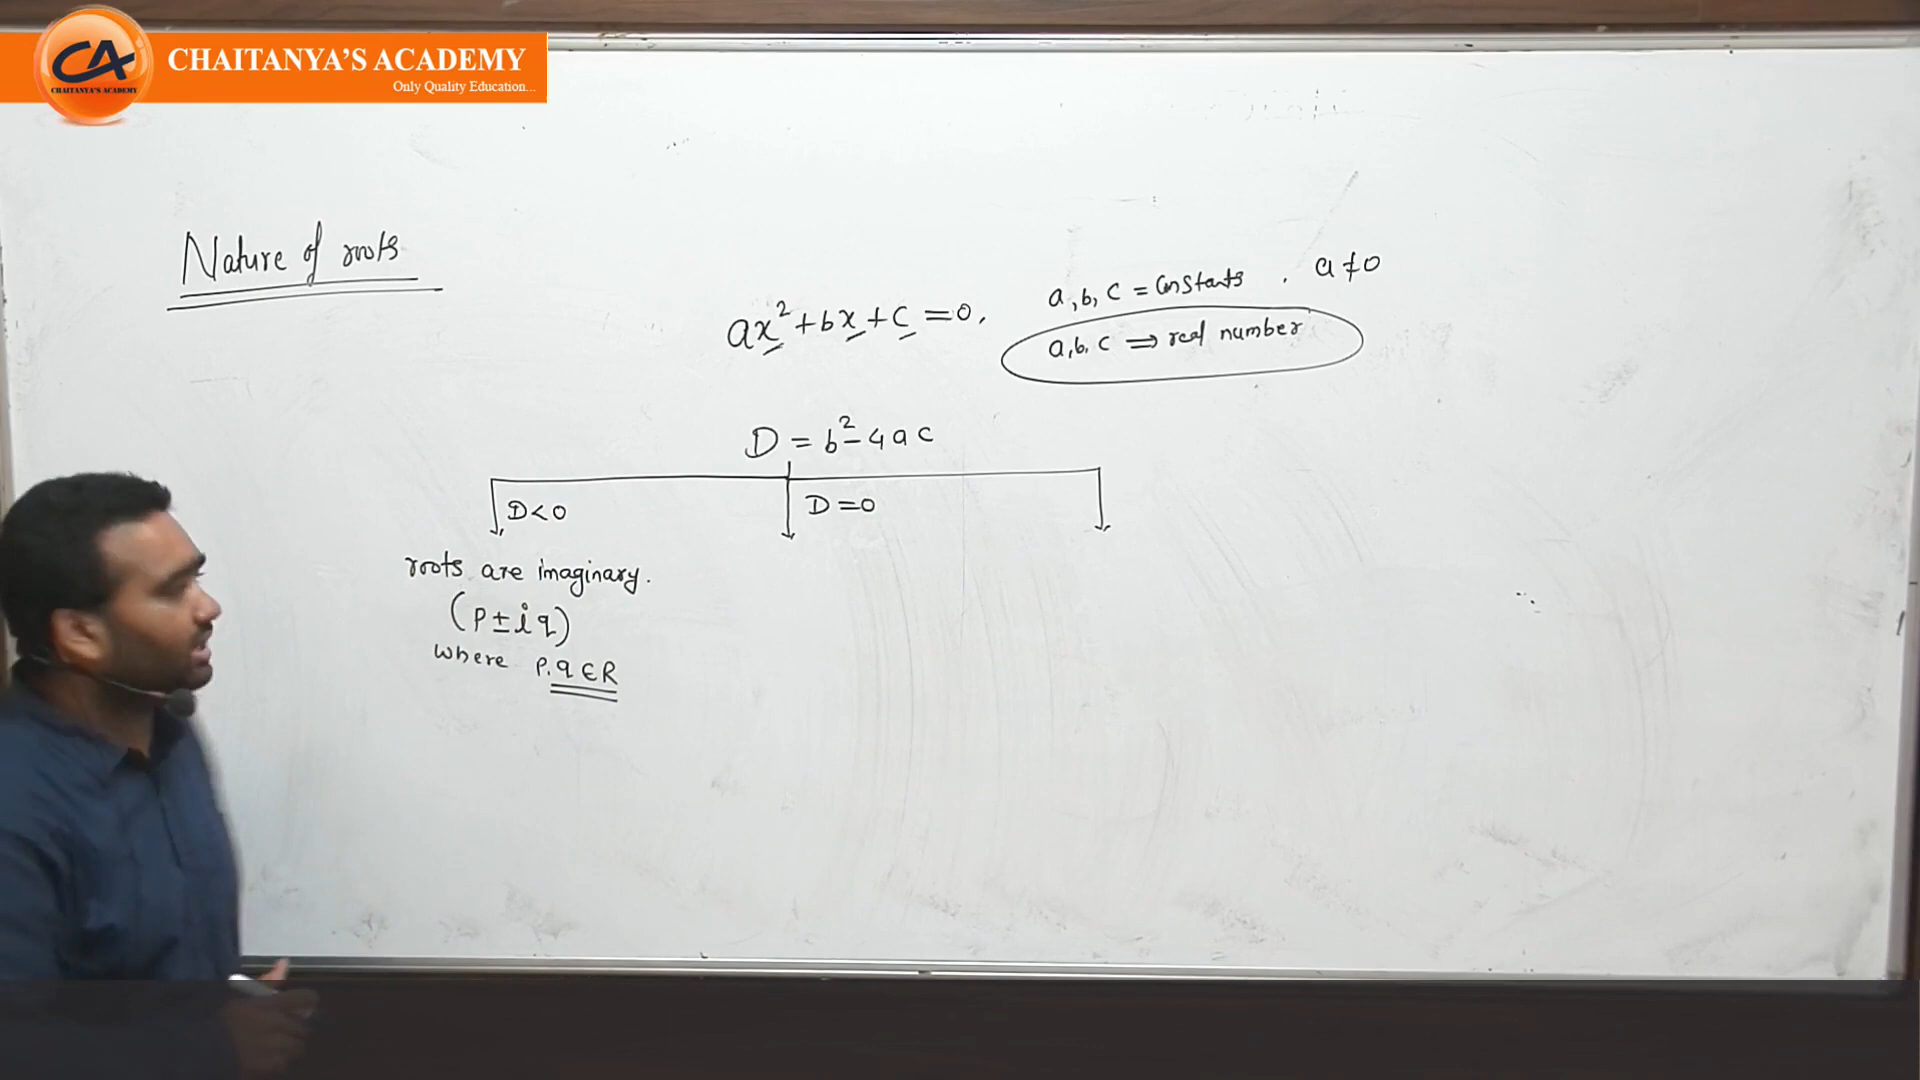 CHAITANYA'S ACADEMY
Only Quality Education...
CA
CHAITANYA'S ACADEMY
Nature of roots
ax²+bx+c=0,
a,b,c = constants . a≠0
a,b,c ⇒ real number
D = b²-4ac
D<0
D=0
roots are imaginary.
(P±iq)
where P,q∈R